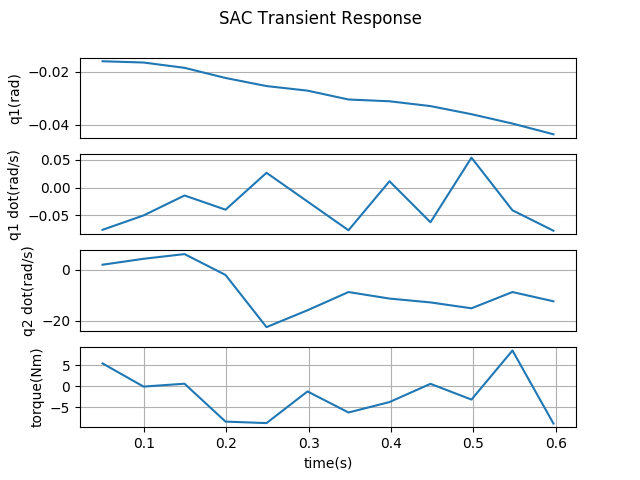 SAC Transient Response
q1(rad)
−0.02
−0.04
q1 dot(rad/s)
0.05
0.00
−0.05
q2 dot(rad/s)
0
−20
torque(Nm)
5
0
−5
0.1 0.2 0.3 0.4 0.5 0.6
time(s)